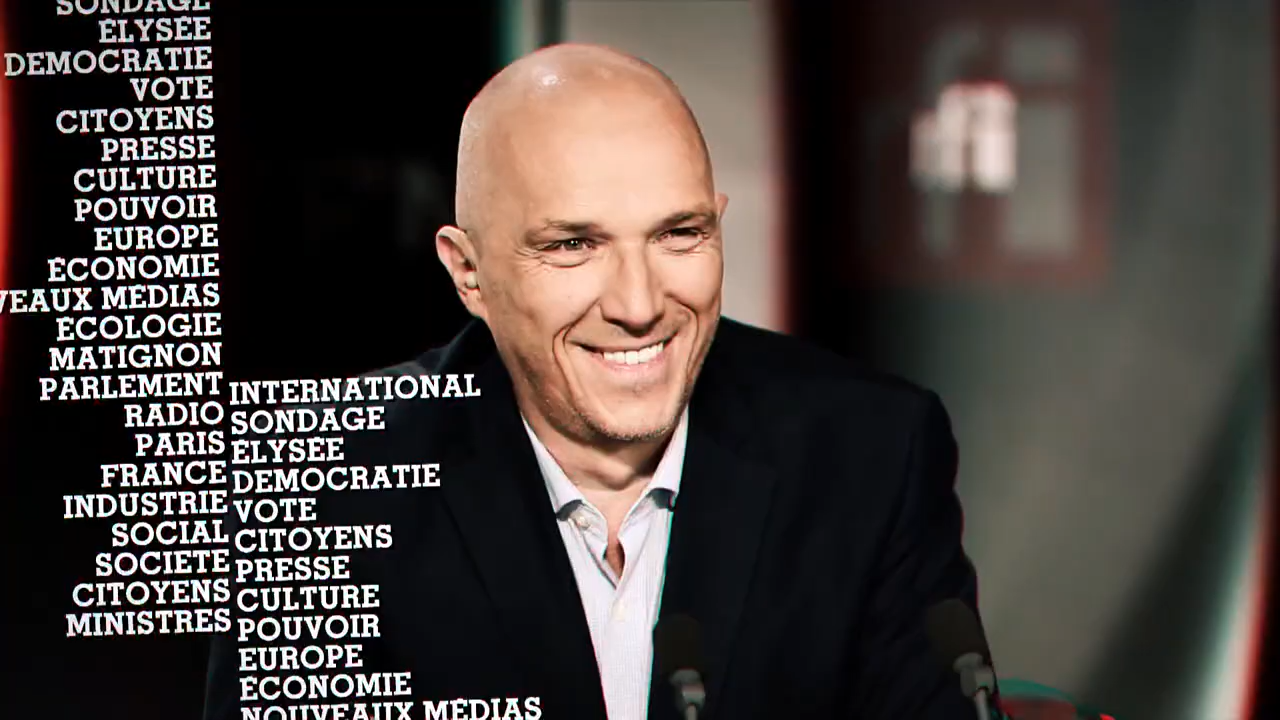 SONDAGE
ÉLYSÉE
DEMOCRATIE
VOTE
CITOYENS
PRESSE
CULTURE
POUVOIR
EUROPE
ÉCONOMIE
VEAUX MÉDIAS
ÉCOLOGIE
MATIGNON
PARLEMENT
RADIO
PARIS
FRANCE
INDUSTRIE
SOCIAL
SOCIETE
CITOYENS
MINISTRES
INTERNATIONAL
SONDAGE
ÉLYSÉE
DEMOCRATIE
VOTE
CITOYENS
PRESSE
CULTURE
POUVOIR
EUROPE
ÉCONOMIE
NOUVEAUX MÉDIAS
rfi